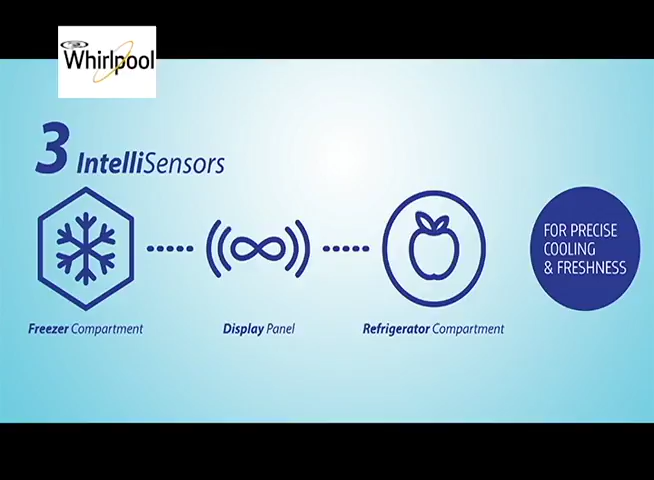 Whirlpool
3 IntelliSensors
FOR PRECISE
COOLING
& FRESHNESS
Freezer Compartment
Display Panel
Refrigerator Compartment